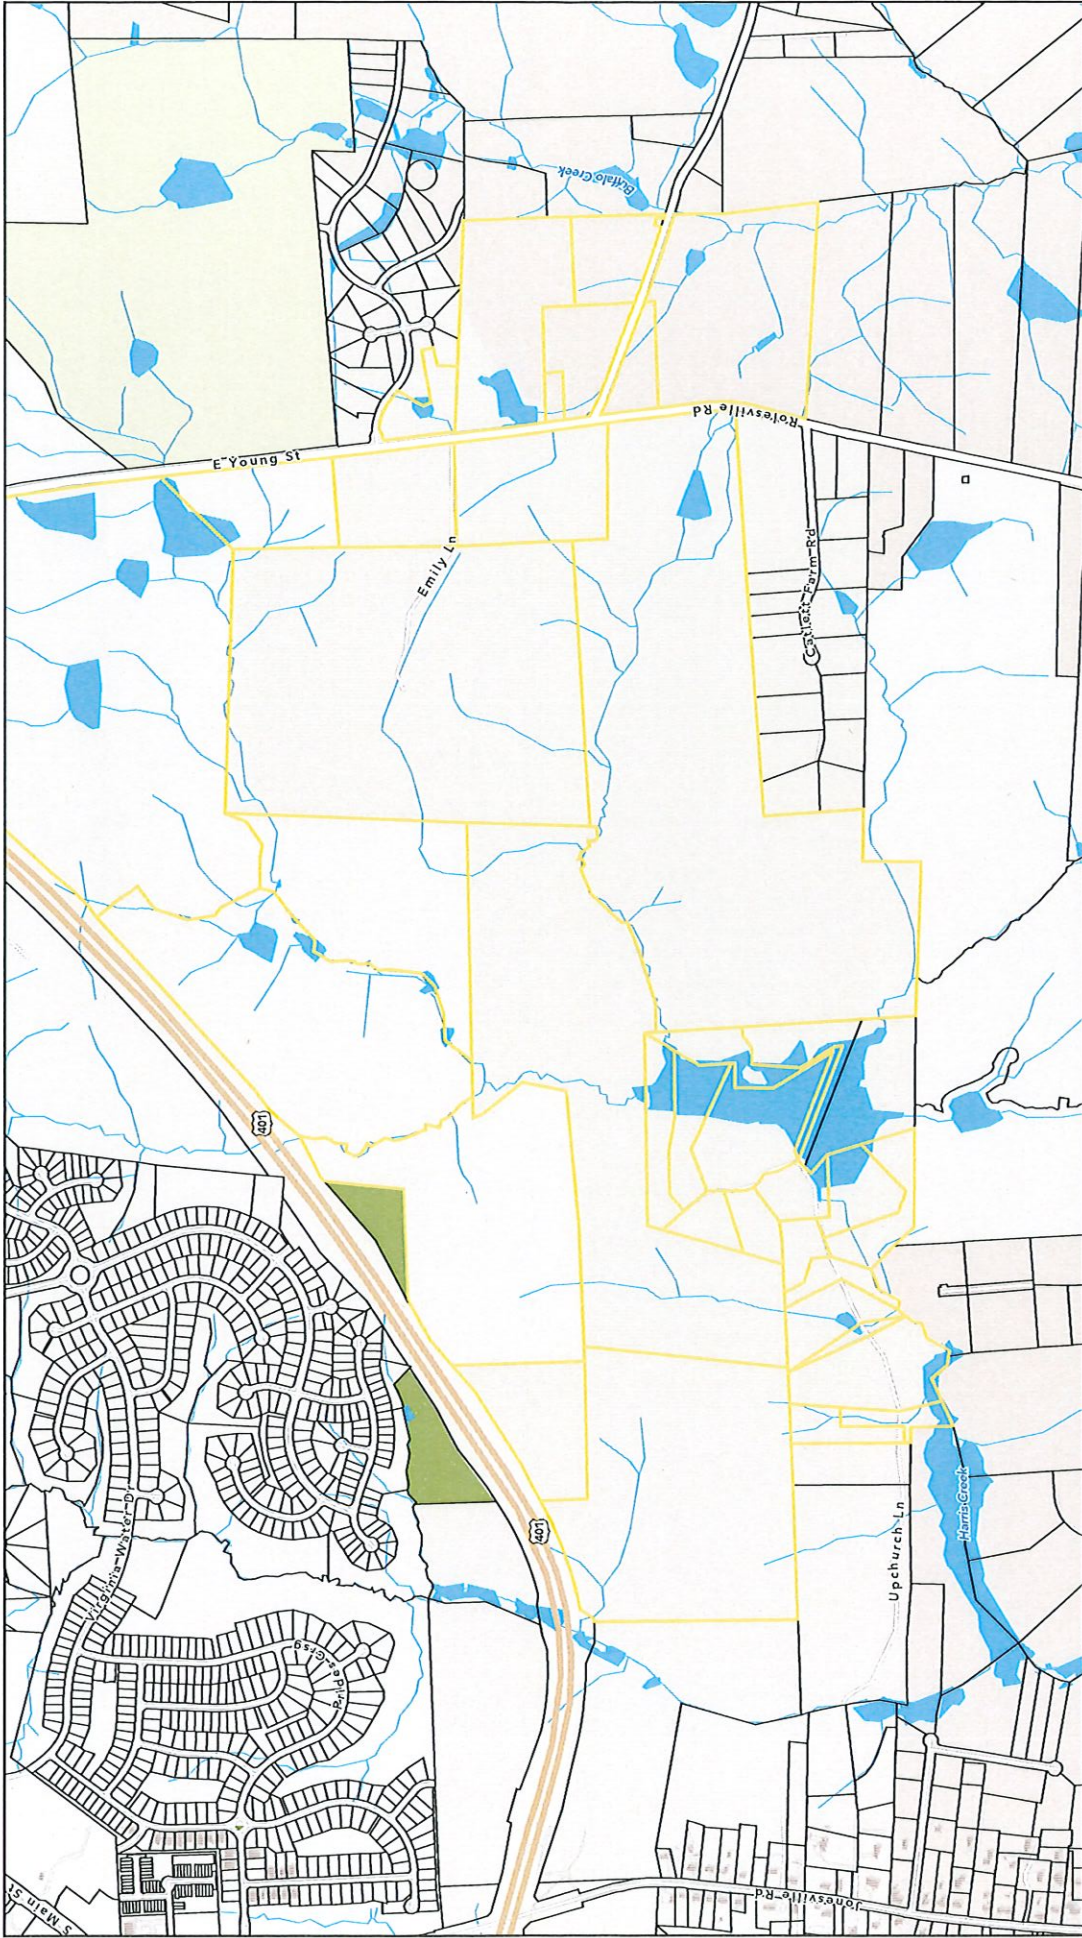 Buffalo Creek
E Young St
Rolesville Rd
Emily Ln
Catlett Farm Rd
401
401
Virginia Water Dr
Upchurch Ln
Harris Creek
S Main St
Jonesville Rd